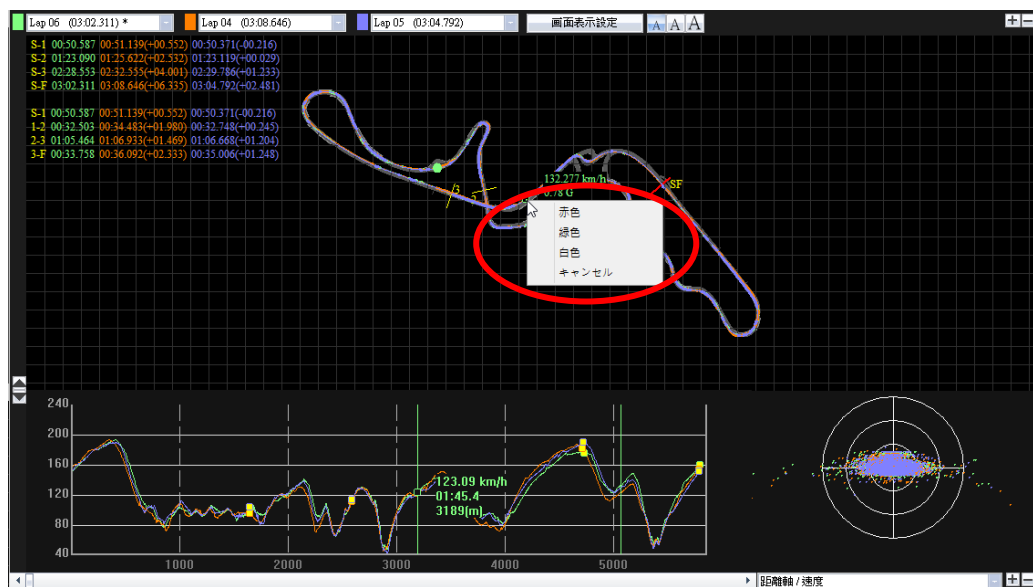 Lap 06 (03:02.311) * Lap 04 (03:08.646) Lap 05 (03:04.792) 画面表示設定 A A A
S-1 00:50.587 00:51.139(+00.552) 00:50.371(-00.216)
S-2 01:23.090 01:25.622(+02.532) 01:23.119(+00.029)
S-3 02:28.553 02:32.555(+04.001) 02:29.786(+01.233)
S-F 03:02.311 03:08.646(+06.335) 03:04.792(+02.481)
S-1 00:50.587 00:51.139(+00.552) 00:50.371(-00.216)
1-2 00:32.503 00:34.483(+01.980) 00:32.748(+00.245)
2-3 01:05.464 01:06.933(+01.469) 01:06.668(+01.204)
3-F 00:33.758 00:36.092(+02.333) 00:35.006(+01.248)
132.277 km/h
0.78 G
SF
3
赤色
緑色
白色
キャンセル
240
200
160
120
80
40
123.09 km/h
01:45.4
3189(m)
1000 2000 3000 4000 5000
距離軸 / 速度